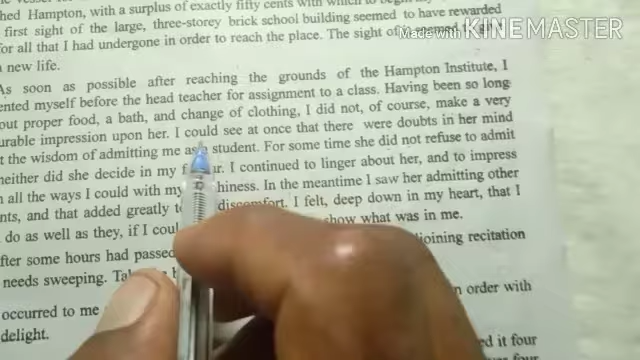 hed Hampton, with a surplus of exactly fifty cents with which to
first sight of the large, three-storey brick school building seemed to have rewarded
for all that I had undergone in order to reach the place. The sight of
new life.
Made with KINEMASTER
As soon as possible after reaching the grounds of the Hampton Institute, I
ented myself before the head teacher for assignment to a class. Having been so long
out proper food, a bath, and change of clothing, I did not, of course, make a very
urable impression upon her. I could see at once that there were doubts in her mind
t the wisdom of admitting me as student. For some time she did not refuse to admit
neither did she decide in my I continued to linger about her, and to impress
all the ways I could with my hiness. In the meantime I saw her admitting other
nts, and that added greatly discomfort. I felt, deep down in my heart, that I
do as well as they, if I coul show what was in me.
fter some hours had passed joining recitation
needs sweeping.
n order with
occurred to me
delight.
ed it four